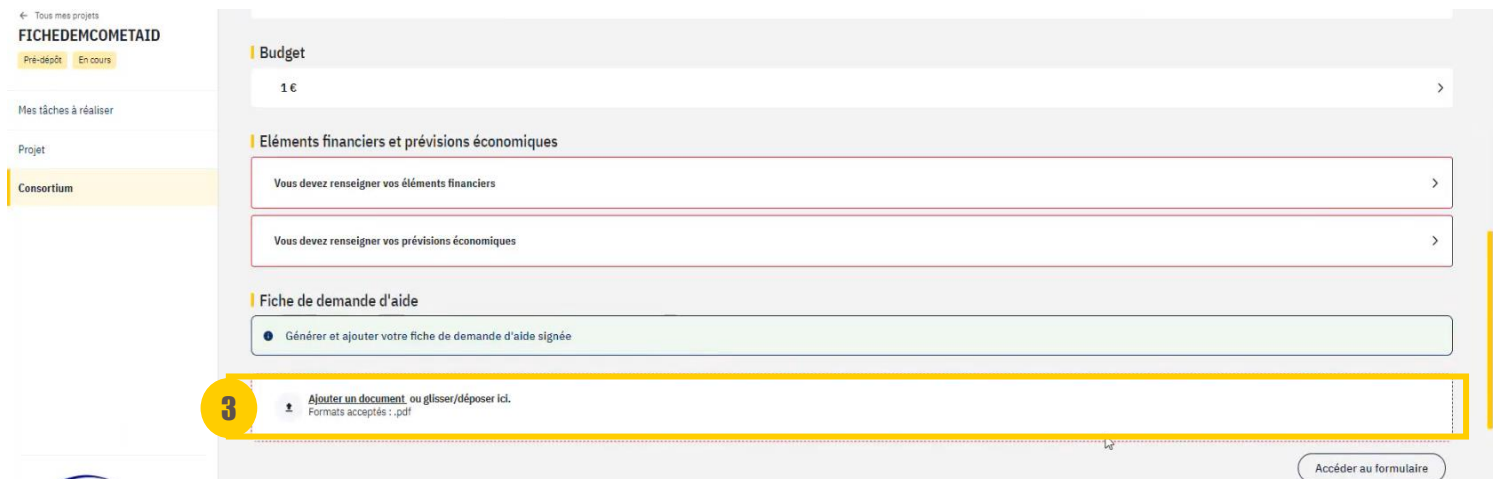 ← Tous mes projets
FICHEDEMCOMETAID
Pré-dépôt En cours
Mes tâches à réaliser
Projet
Consortium
Budget
1 €
Eléments financiers et prévisions économiques
Vous devez renseigner vos éléments financiers
Vous devez renseigner vos prévisions économiques
Fiche de demande d'aide
Générer et ajouter votre fiche de demande d'aide signée
3
Ajouter un document ou glisser/déposer ici.
Formats acceptés : .pdf
Accéder au formulaire